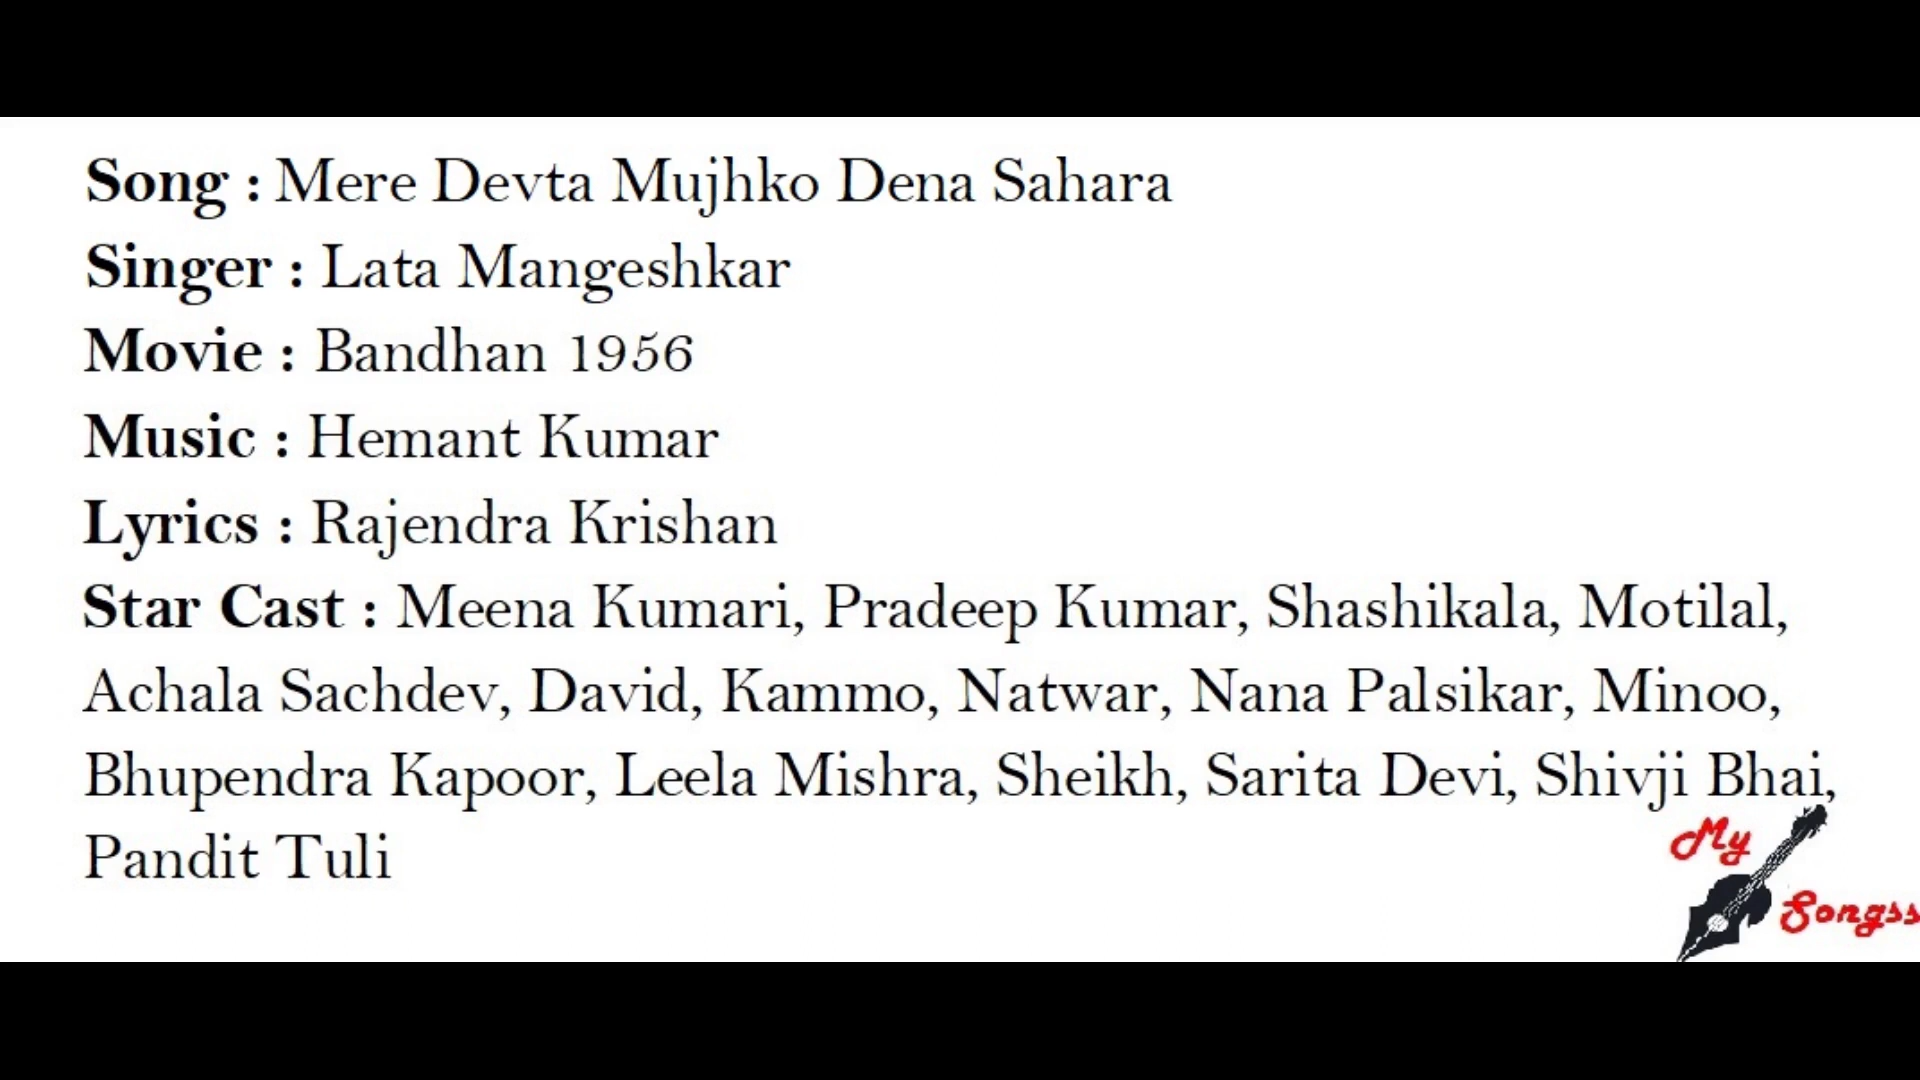 Song : Mere Devta Mujhko Dena Sahara
Singer : Lata Mangeshkar
Movie : Bandhan 1956
Music : Hemant Kumar
Lyrics : Rajendra Krishan
Star Cast : Meena Kumari, Pradeep Kumar, Shashikala, Motilal,
Achala Sachdev, David, Kammo, Natwar, Nana Palsikar, Minoo,
Bhupendra Kapoor, Leela Mishra, Sheikh, Sarita Devi, Shivji Bhai,
Pandit Tuli
My
Songss